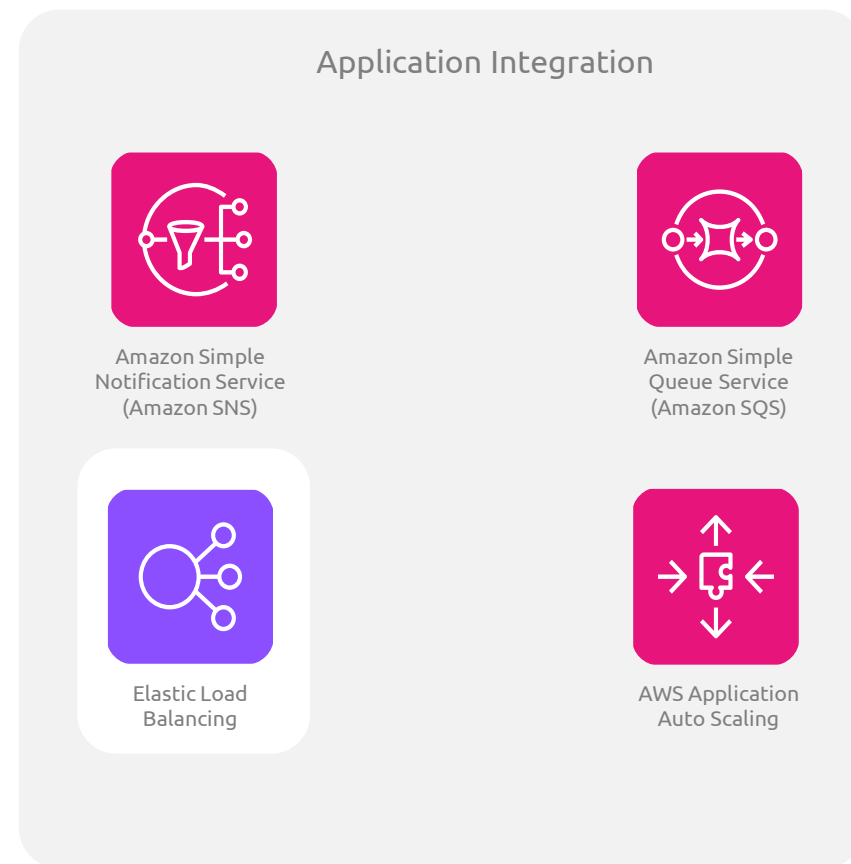 Application Integration
Amazon Simple
Notification Service
(Amazon SNS)
Amazon Simple
Queue Service
(Amazon SQS)
Elastic Load
Balancing
AWS Application
Auto Scaling